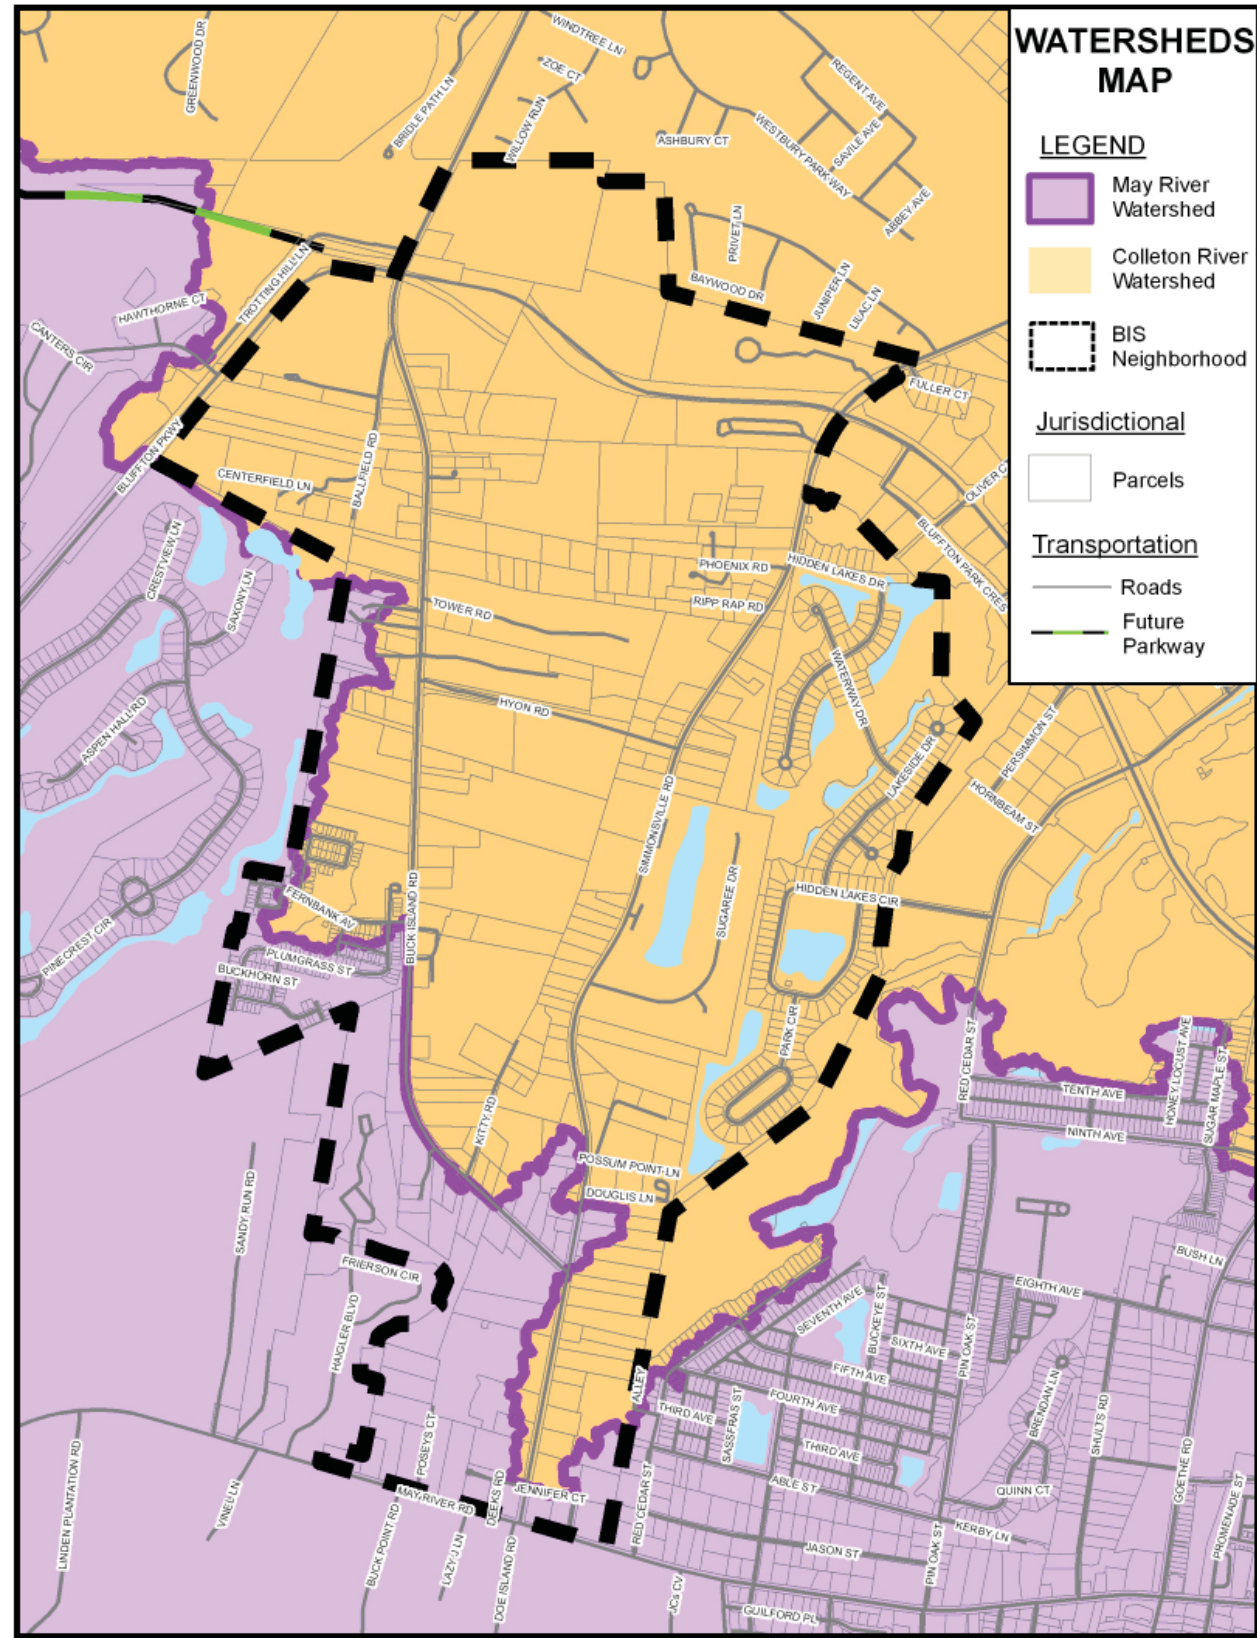 WATERSHEDS
MAP
LEGEND
May River
Watershed
Colleton River
Watershed
BIS
Neighborhood
Jurisdictional
Parcels
Transportation
Roads
Future
Parkway
GREENWOOD DR
BRIDLE PATH LN
WINDTREE LN
ZOE CT
WILLOW RUN
ASHBURY CT
REGENT AVE
SAVILE AVE
WESTBURY PARK WAY
ABBEY AVE
PRIVET LN
BAYWOOD DR
JUNIPER LN
LILAC LN
TROTTING HILL LN
HAWTHORNE CT
CANTERS CIR
FULLER CT
BLUFFTON PKWY
CENTERFIELD LN
BALLFIELD RD
OLIVER CT
BLUFFTON PARK CRES
CRESTVIEW LN
SAXONY LN
PHOENIX RD
HIDDEN LAKES DR
RIPP RAP RD
TOWER RD
HYON RD
WATERWAY DR
ASPEN HALL RD
LAKESIDE DR
PERSIMMON ST
HORNBEAM ST
SIMMONSVILLE RD
SUGAREE DR
HIDDEN LAKES CIR
BUCK ISLAND RD
FERNBANK AV
PLUMGRASS ST
BUCKHORN ST
PINECREST CIR
PARK CIR
RED CEDAR ST
HONEY LOCUST AVE
SUGAR MAPLE ST
TENTH AVE
NINTH AVE
KITTY RD
POSSUM POINT LN
DOUGLIS LN
SANDY RUN RD
FRIERSON CIR
HAIGLER BLVD
BUSH LN
EIGHTH AVE
SEVENTH AVE
BUCKEYE ST
SIXTH AVE
PIN OAK ST
FIFTH AVE
FOURTH AVE
ALLEY
THIRD AVE
SASSFRAS ST
THIRD AVE
BRENDAN LN
SHULTS RD
GOETHE RD
ABLE ST
QUINN CT
PROMENADE ST
LINDEN PLANTATION RD
VINEL LN
POSEYS CT
MAY RIVER RD
DEEKS RD
JENNIFER CT
RED CEDAR ST
KERBY LN
JASON ST
PIN OAK ST
BUCK POINT RD
LAZY J LN
DOE ISLAND RD
JCs CV
GUILFORD PL